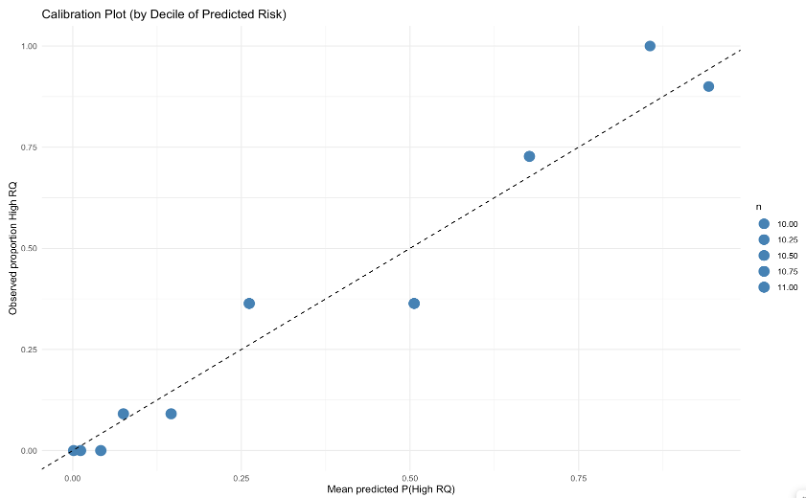 Calibration Plot (by Decile of Predicted Risk)
1.00
0.75
0.50
0.25
0.00
Observed proportion High RQ
0.00 0.25 0.50 0.75
Mean predicted P(High RQ)
n
10.00
10.25
10.50
10.75
11.00